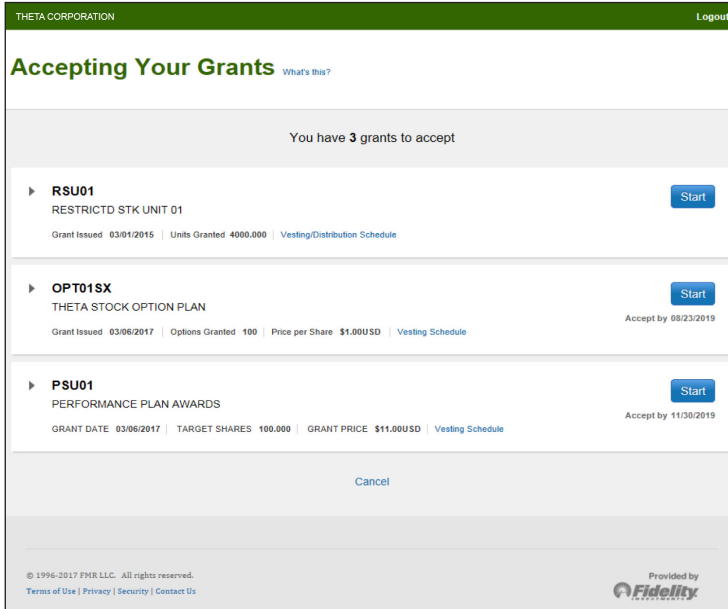 THETA CORPORATION Logout
Accepting Your Grants What's this?
You have 3 grants to accept
RSU01 Start
RESTRICTD STK UNIT 01
Grant Issued 03/01/2015 | Units Granted 4000.000 | Vesting/Distribution Schedule
OPT01SX Start
THETA STOCK OPTION PLAN
Accept by 08/23/2019
Grant Issued 03/06/2017 | Options Granted 100 | Price per Share $1.00USD | Vesting Schedule
PSU01 Start
PERFORMANCE PLAN AWARDS
Accept by 11/30/2019
GRANT DATE 03/06/2017 | TARGET SHARES 100.000 | GRANT PRICE $11.00USD | Vesting Schedule
Cancel
© 1996-2017 FMR LLC. All rights reserved.
Terms of Use | Privacy | Security | Contact Us
Provided by
Fidelity
INVESTMENTS